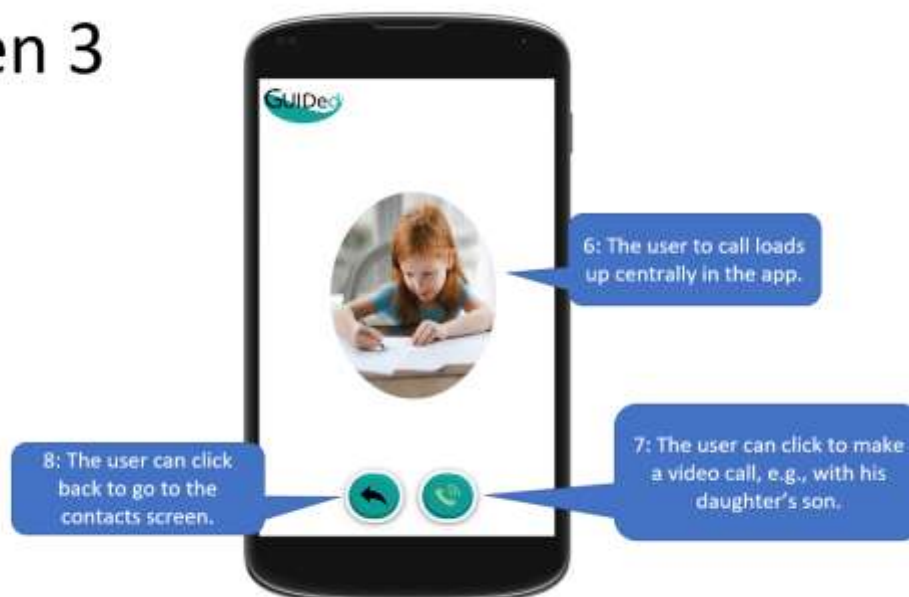 en 3
GUIDed
6: The user to call loads
up centrally in the app.
7: The user can click to make
a video call, e.g., with his
daughter's son.
8: The user can click
back to go to the
contacts screen.